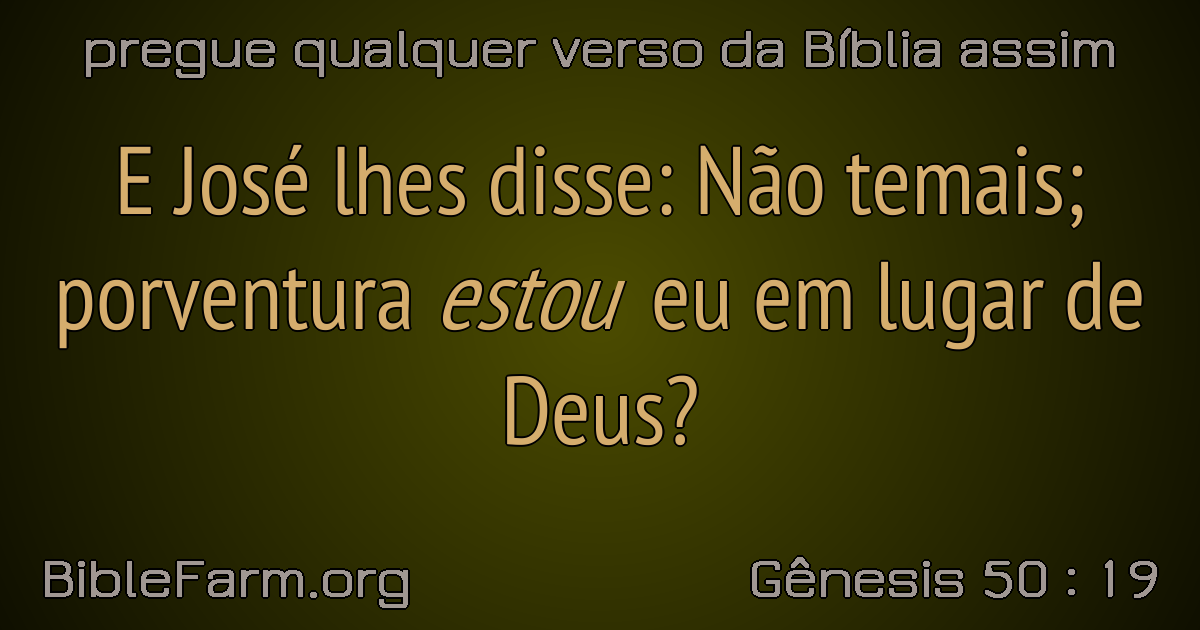 pregue qualquer verso da Bíblia assim
E José lhes disse: Não temais;
porventura estou eu em lugar de
Deus?
BibleFarm.org
Gênesis 50 : 19